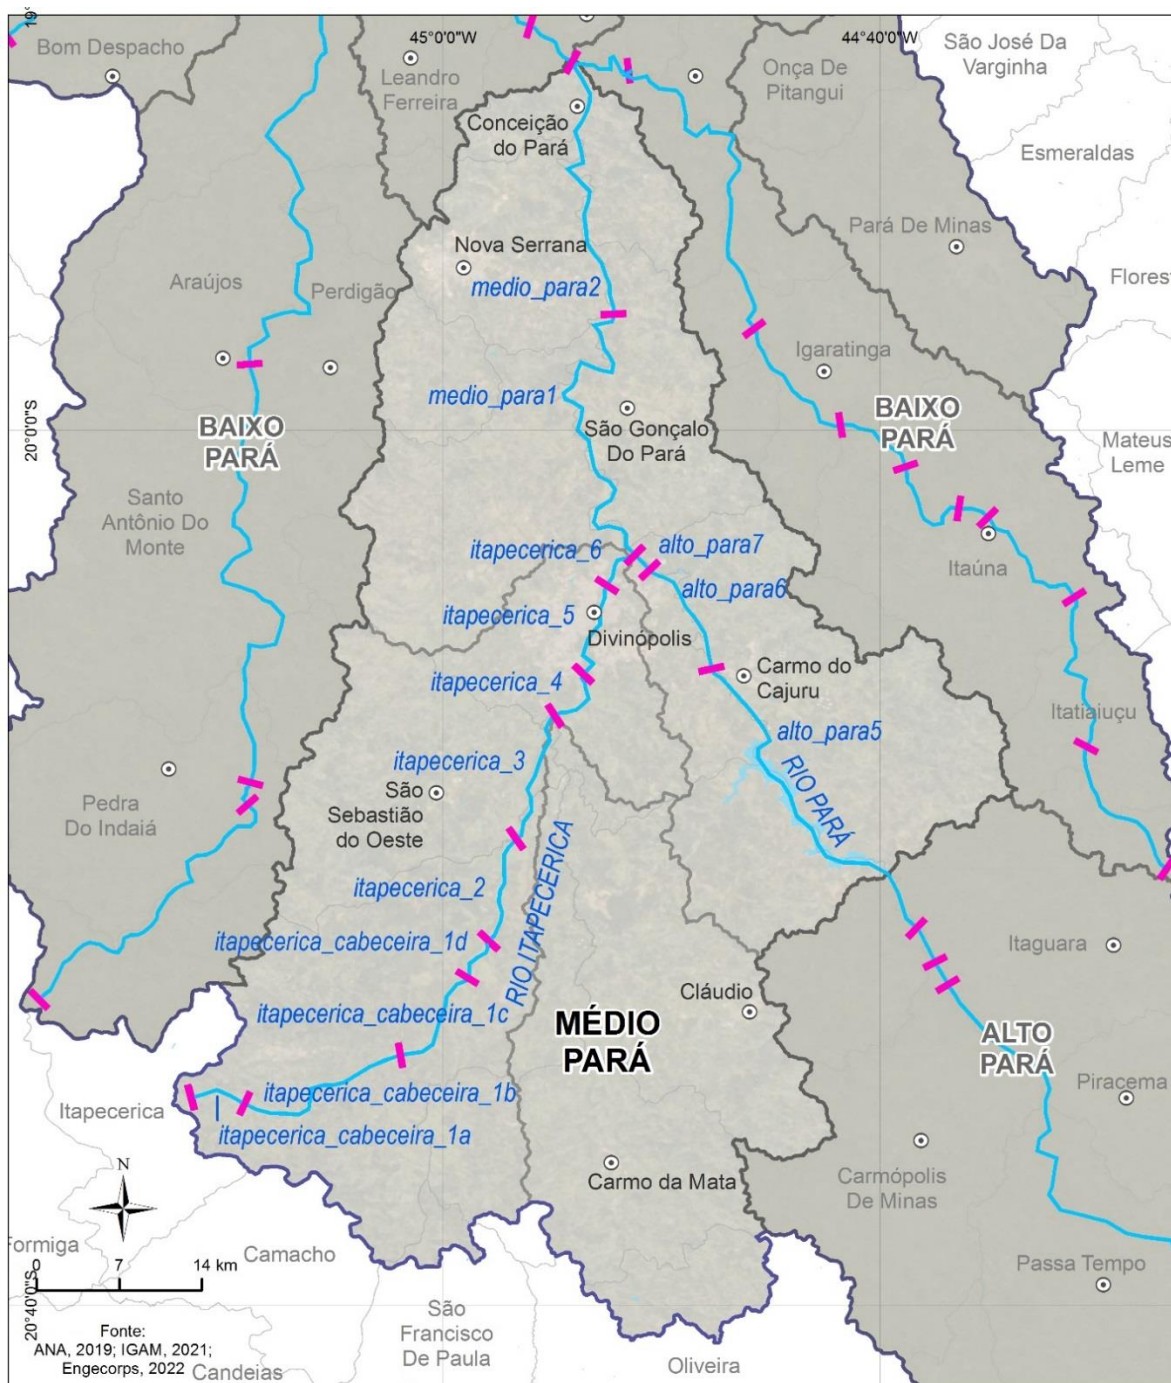 19°
45°0'0"W
44°40'0"W
Bom Despacho
Leandro
Ferreira
Onça De
Pitangui
São José Da
Varginha
Conceição
do Pará
Esmeraldas
Nova Serrana
Pará De Minas
Araújos
Perdigão
medio_para2
Florest
Igaratinga
medio_para1
São Gonçalo
Do Pará
BAIXO
PARÁ
BAIXO
PARÁ
20°0'0"S
Mateus
Leme
Santo
Antônio Do
Monte
itapecerica_6
alto_para7
Itaúna
alto_para6
itapecerica_5
Divinópolis
itapecerica_4
Carmo do
Cajuru
Itatiaiuçu
alto_para5
itapecerica_3
RIO PARÁ
São
Sebastião
do Oeste
Pedra
Do Indaiá
itapecerica_2
RIO ITAPECERICA
itapecerica_cabeceira_1d
Itaguara
Cláudio
itapecerica_cabeceira_1c
MÉDIO
PARÁ
ALTO
PARÁ
Piracema
itapecerica_cabeceira_1b
Itapecerica
itapecerica_cabeceira_1a
Carmo da Mata
Carmópolis
De Minas
N
Formiga
Camacho
Passa Tempo
0 7 14 km
20°40'0"S
São
Francisco
De Paula
Fonte:
ANA, 2019; IGAM, 2021;
Engecorps, 2022
Candeias
Oliveira